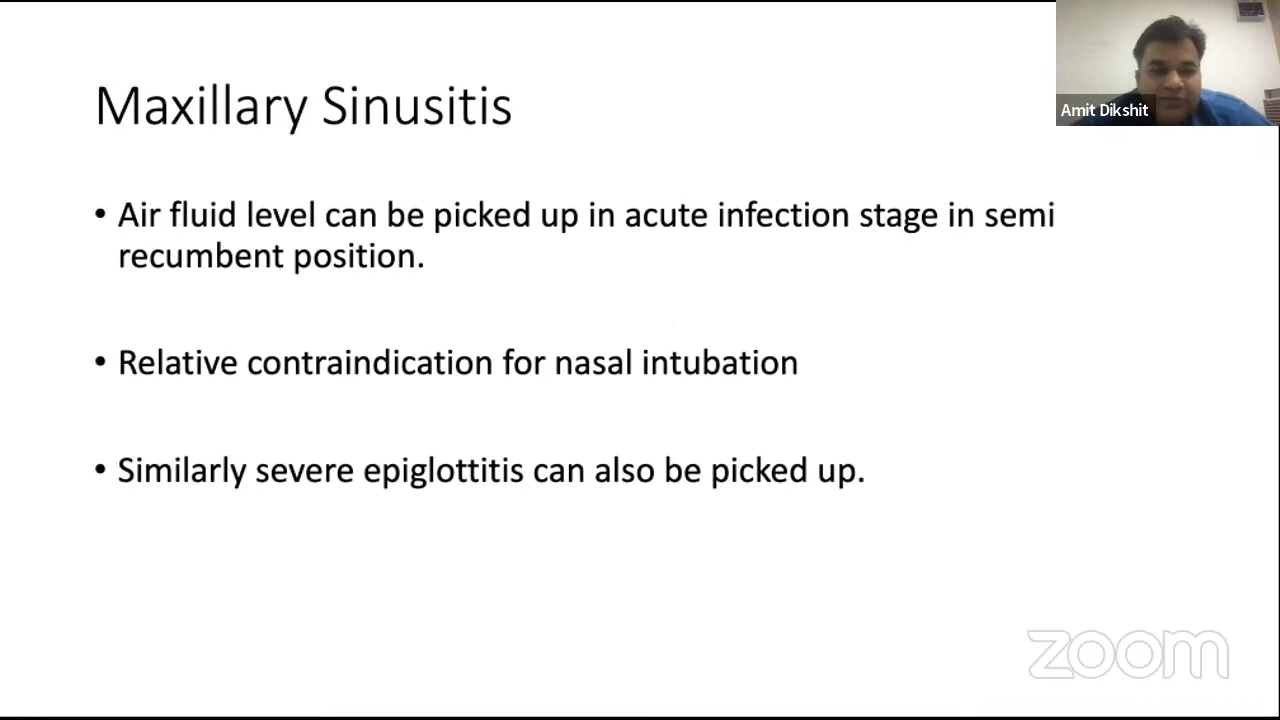 Maxillary Sinusitis
Amit Dikshit
• Air fluid level can be picked up in acute infection stage in semi
recumbent position.
• Relative contraindication for nasal intubation
• Similarly severe epiglottitis can also be picked up.
zoom